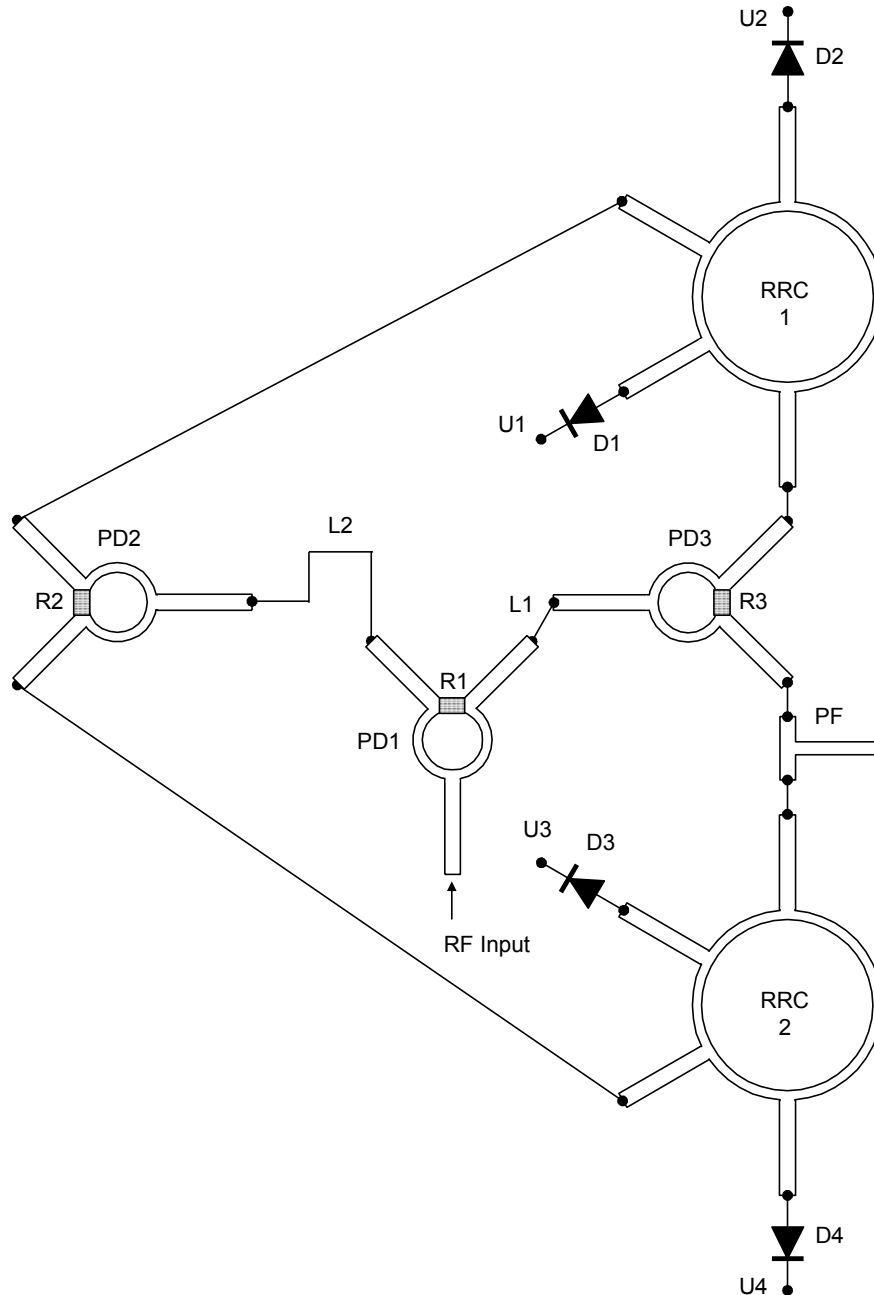 U2
D2
RRC
1
U1
D1
L2
PD2
PD3
R2
L1
R3
R1
PD1
PF
U3
D3
RF Input
RRC
2
D4
U4